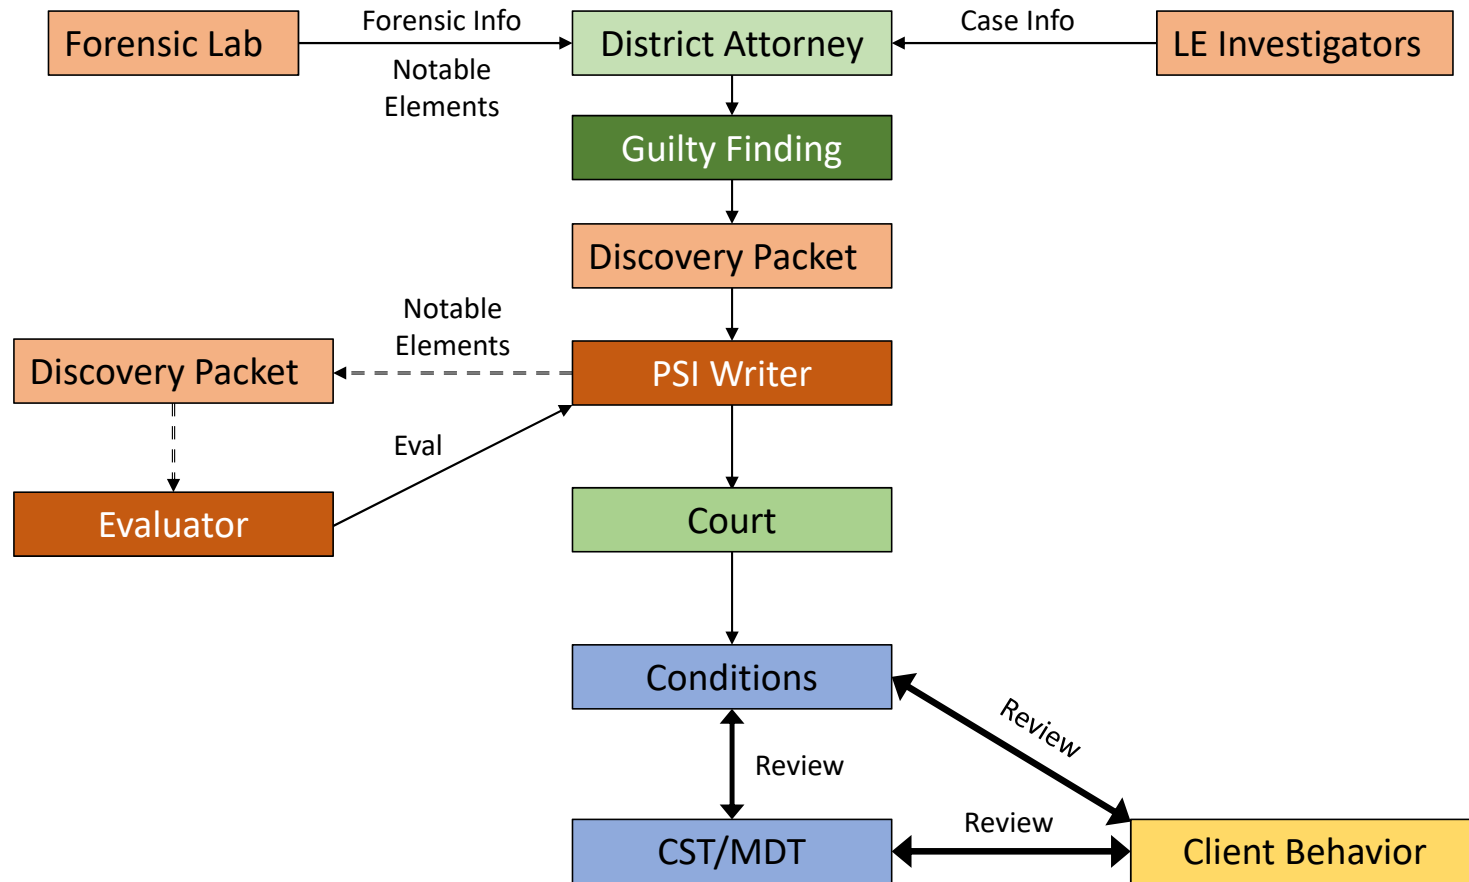 Forensic Lab
Forensic Info
Notable
Elements
District Attorney
Case Info
LE Investigators
Guilty Finding
Discovery Packet
Notable
Elements
Discovery Packet
PSI Writer
Eval
Evaluator
Court
Conditions
Review
Review
CST/MDT
Review
Client Behavior